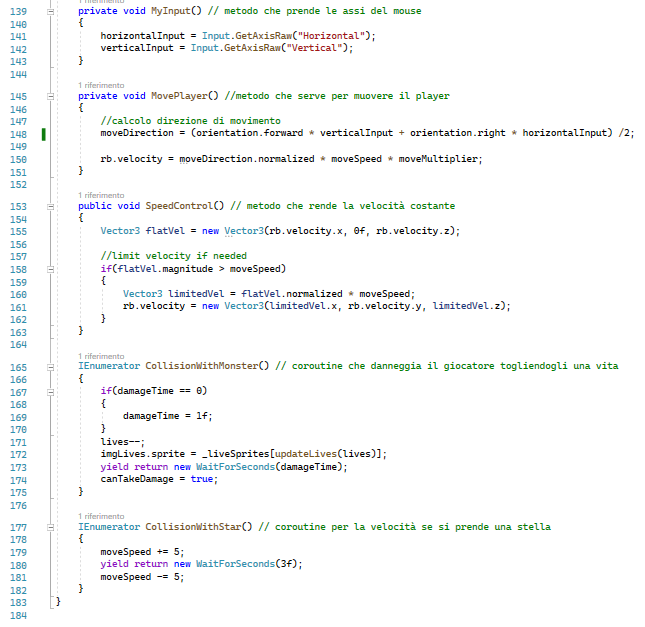 1 riferimento
139 private void MyInput() // metodo che prende le assi del mouse
140 {
141 horizontalInput = Input.GetAxisRaw("Horizontal");
142 verticalInput = Input.GetAxisRaw("Vertical");
143 }
144
1 riferimento
145 private void MovePlayer() //metodo che serve per muovere il player
146 {
147 //calcolo direzione di movimento
148 moveDirection = (orientation.forward * verticalInput + orientation.right * horizontalInput) /2;
149
150 rb.velocity = moveDirection.normalized * moveSpeed * moveMultiplier;
151 }
152
1 riferimento
153 public void SpeedControl() // metodo che rende la velocità costante
154 {
155 Vector3 flatVel = new Vector3(rb.velocity.x, 0f, rb.velocity.z);
156
157 //limit velocity if needed
158 if(flatVel.magnitude > moveSpeed)
159 {
160 Vector3 limitedVel = flatVel.normalized * moveSpeed;
161 rb.velocity = new Vector3(limitedVel.x, rb.velocity.y, limitedVel.z);
162 }
163 }
164
1 riferimento
165 IEnumerator CollisionWithMonster() // coroutine che danneggia il giocatore togliendogli una vita
166 {
167 if(damageTime == 0)
168 {
169 damageTime = 1f;
170 }
171 lives--;
172 imgLives.sprite = _liveSprites[updateLives(lives)];
173 yield return new WaitForSeconds(damageTime);
174 canTakeDamage = true;
175 }
176
1 riferimento
177 IEnumerator CollisionWithStar() // coroutine per la velocità se si prende una stella
178 {
179 moveSpeed += 5;
180 yield return new WaitForSeconds(3f);
181 moveSpeed -= 5;
182 }
183 }
184